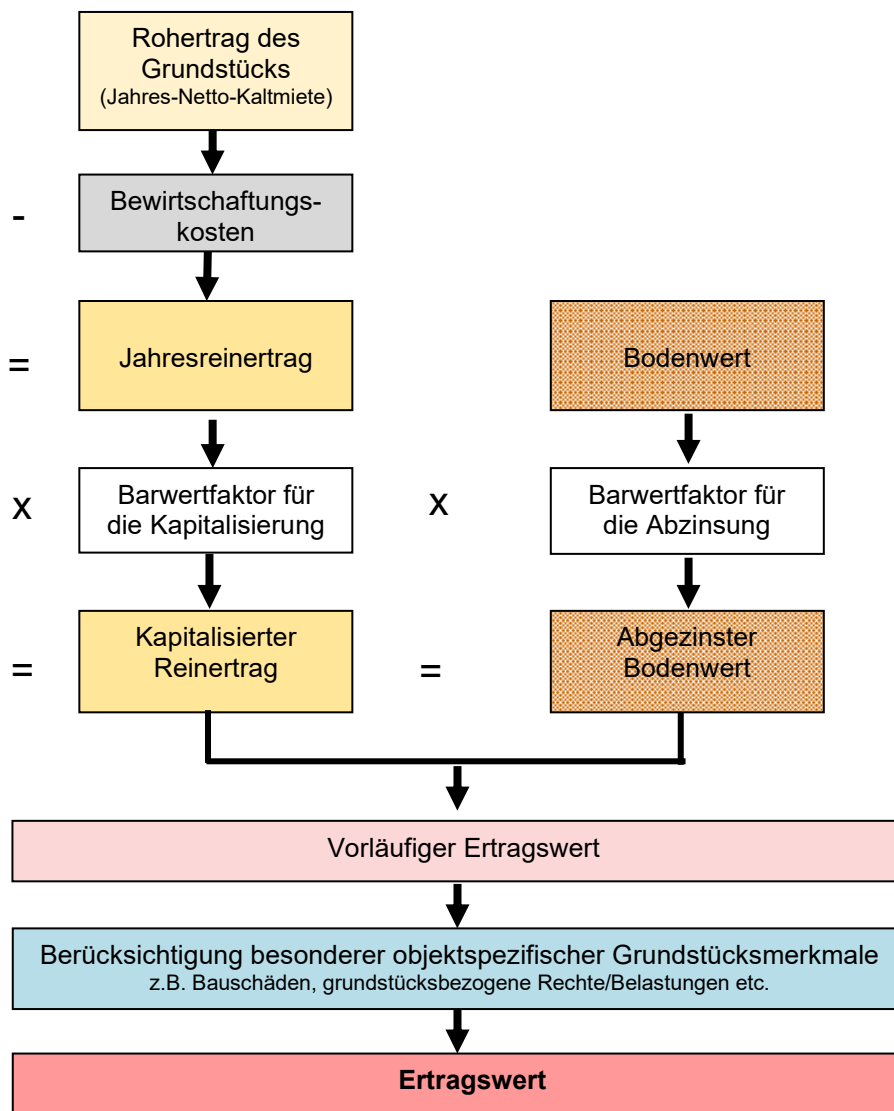 Rohertrag des
Grundstücks
(Jahres-Netto-Kaltmiete)
-
Bewirtschaftungs-
kosten
=
Jahresreinertrag
Bodenwert
x
Barwertfaktor für
die Kapitalisierung
x
Barwertfaktor für
die Abzinsung
=
Kapitalisierter
Reinertrag
=
Abgezinster
Bodenwert
Vorläufiger Ertragswert
Berücksichtigung besonderer objektspezifischer Grundstücksmerkmale
z.B. Bauschäden, grundstücksbezogene Rechte/Belastungen etc.
Ertragswert